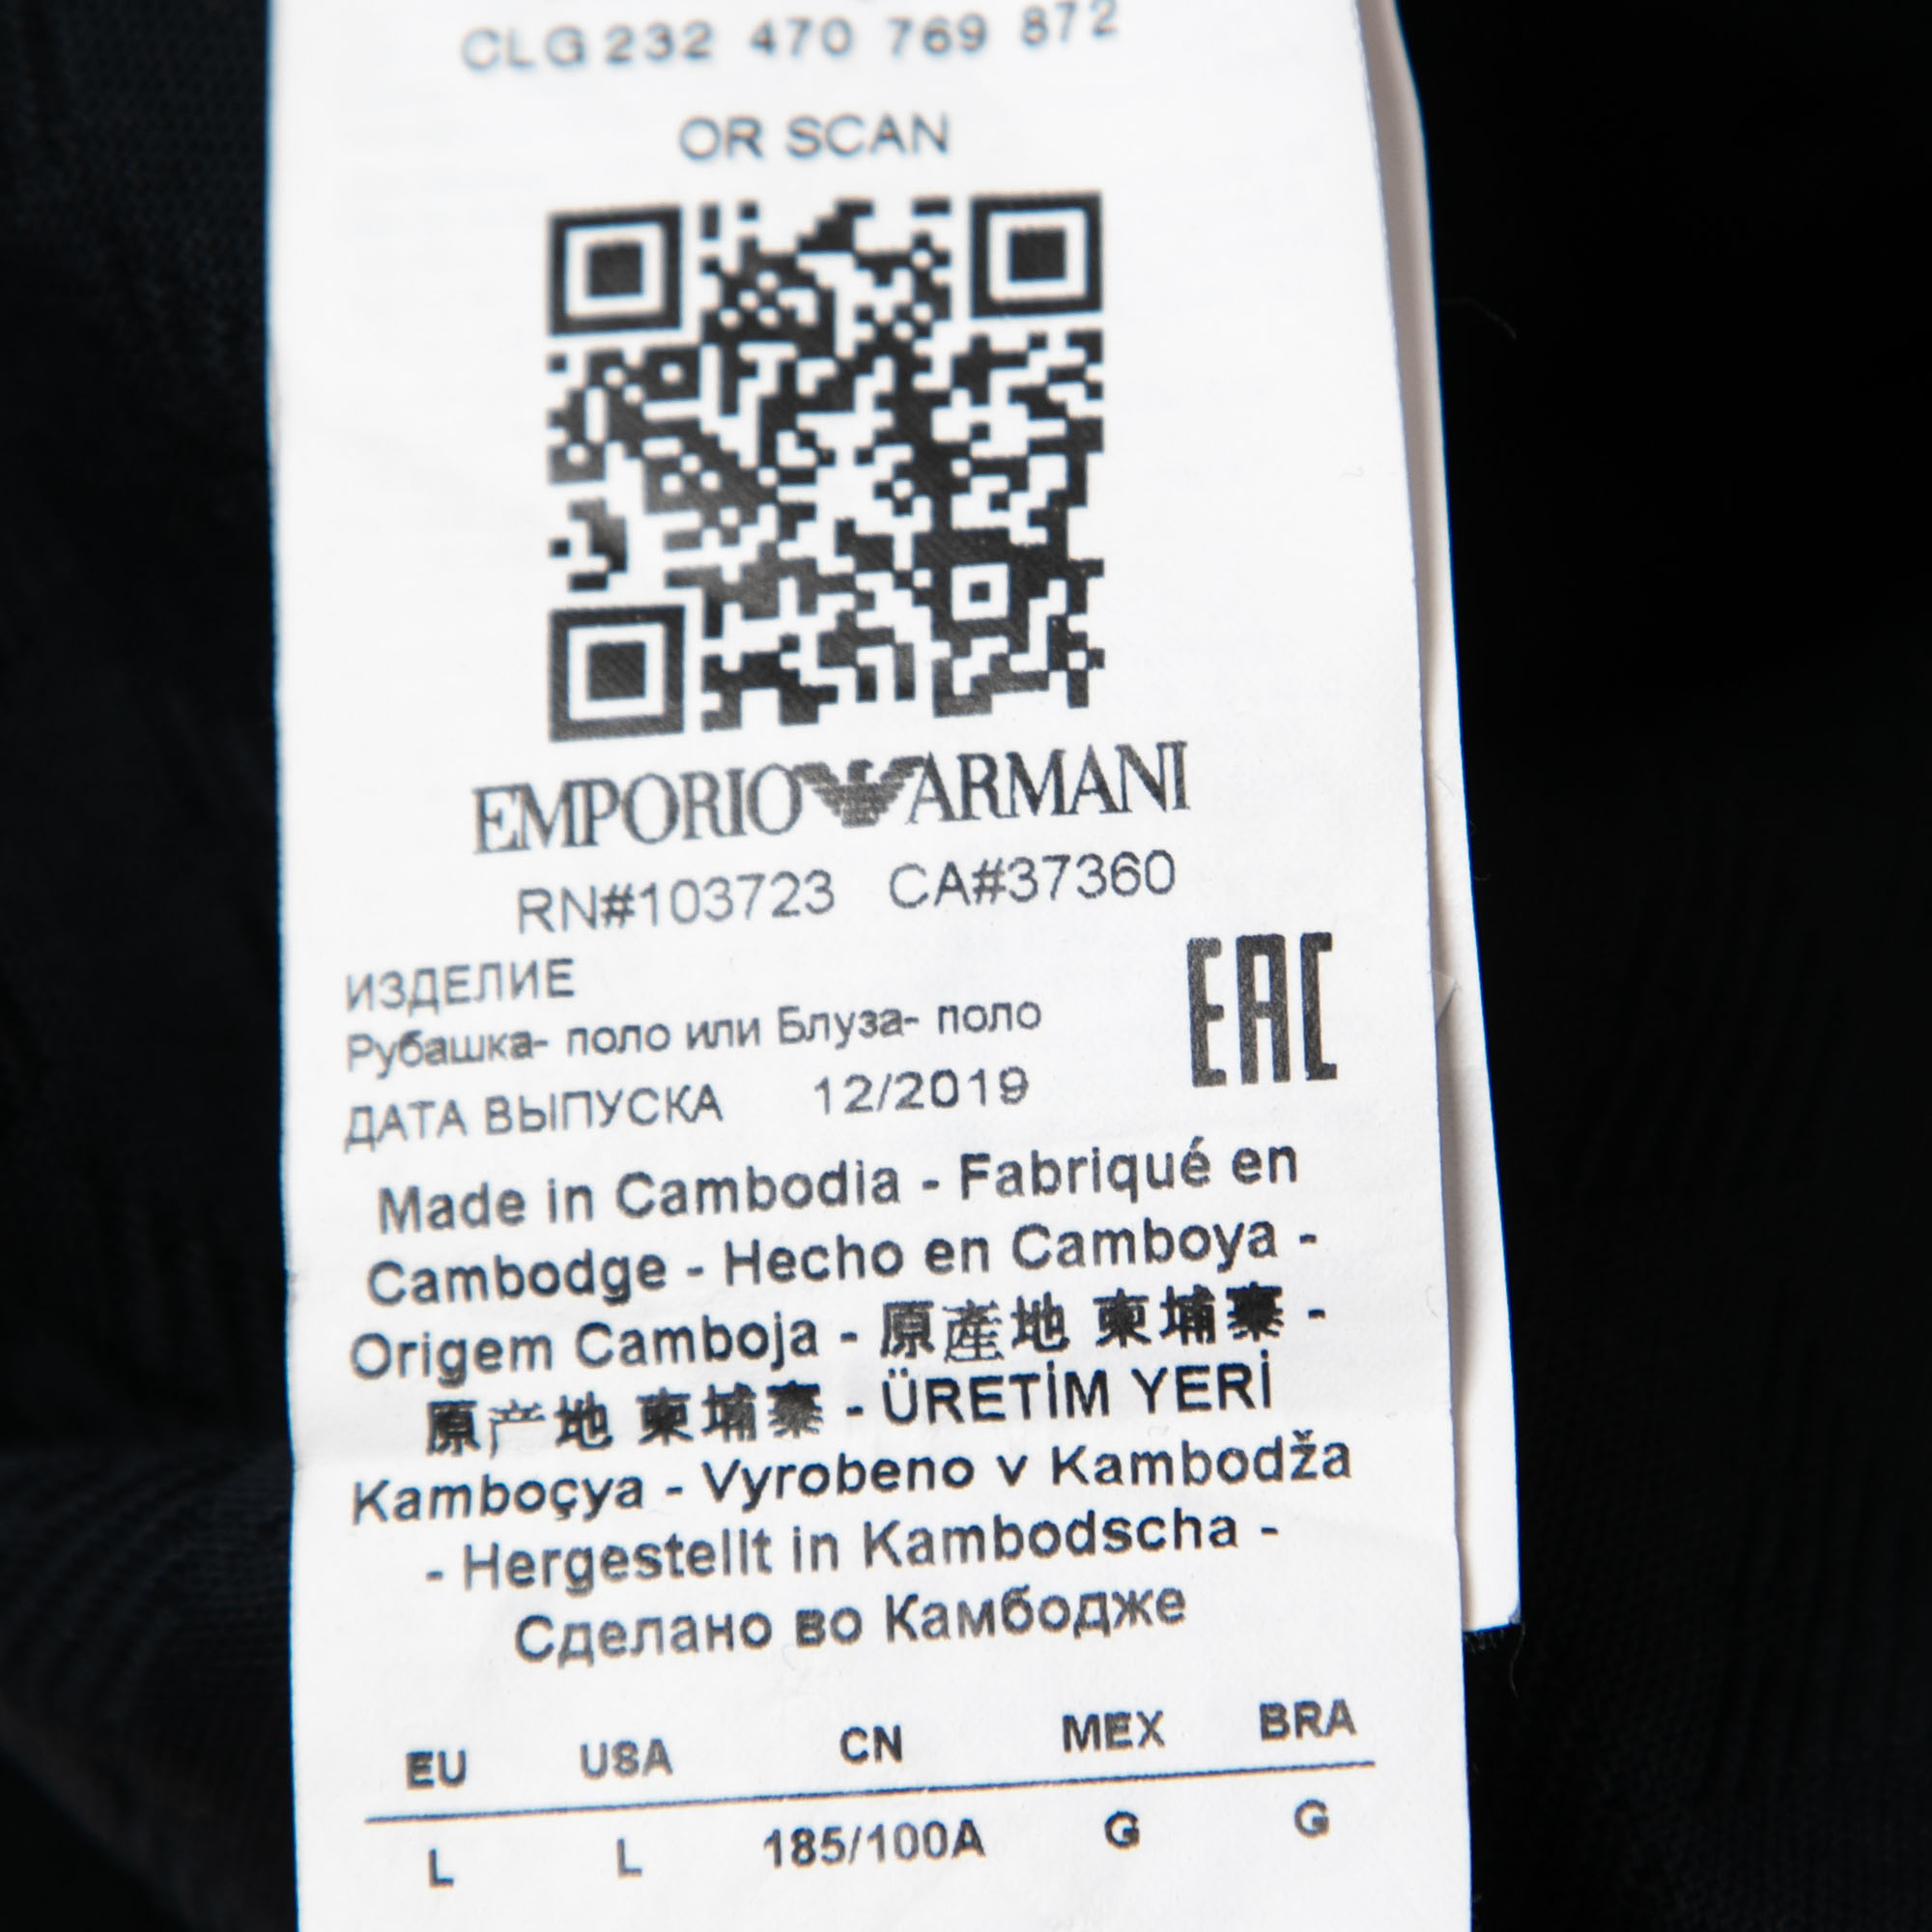 CLG 232 470 769 872
OR SCAN
EMPORIO ARMANI
RN#103723 CA#37360
ИЗДЕЛИЕ
Рубашка- поло или Блуза- поло
ДАТА ВЫПУСКА 12/2019
EAC
Made in Cambodia - Fabriqué en
Cambodge - Hecho en Camboya -
Origem Camboja - 原產地 柬埔寨 -
原产地 柬埔寨 - ÜRETİM YERİ
Kamboçya - Vyrobeno v Kambodža
- Hergestellt in Kambodscha -
Сделано во Камбодже
EU USA CN MEX BRA
L L 185/100A G G